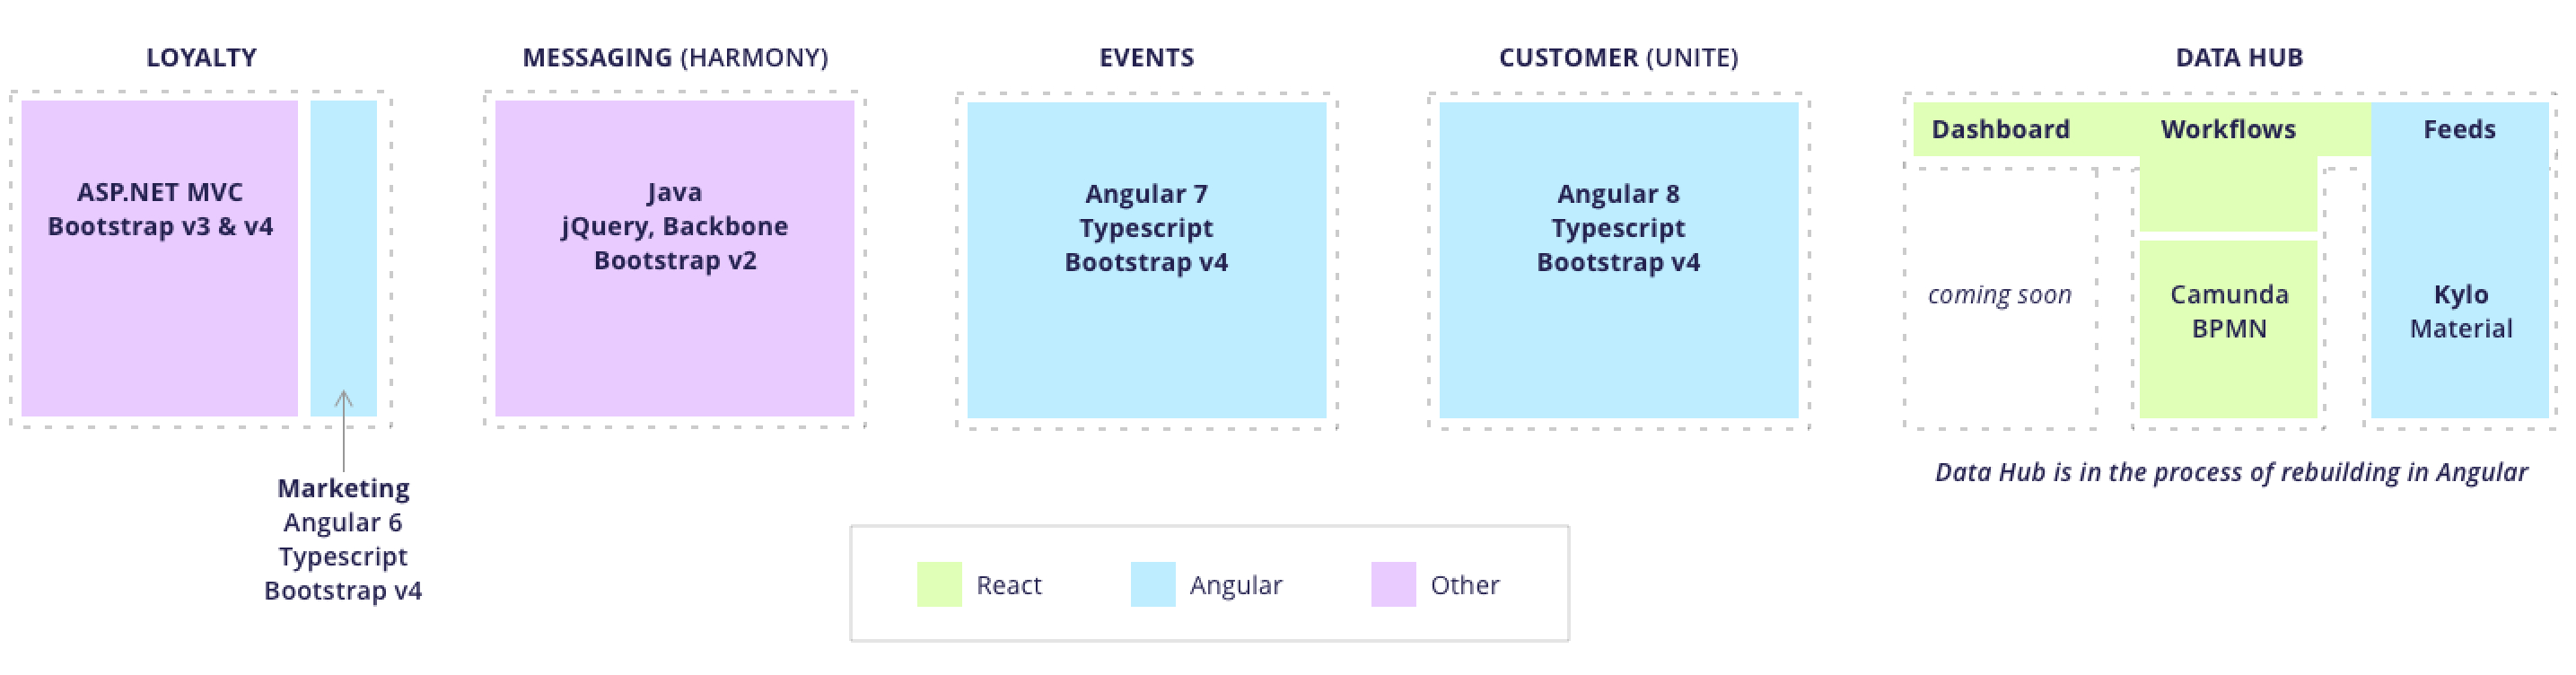 LOYALTY
ASP.NET MVC
Bootstrap v3 & v4
Marketing
Angular 6
Typescript
Bootstrap v4
MESSAGING (HARMONY)
Java
jQuery, Backbone
Bootstrap v2
EVENTS
Angular 7
Typescript
Bootstrap v4
CUSTOMER (UNITE)
Angular 8
Typescript
Bootstrap v4
DATA HUB
Dashboard
coming soon
Workflows
Camunda
BPMN
Feeds
Kylo
Material
Data Hub is in the process of rebuilding in Angular
React
Angular
Other